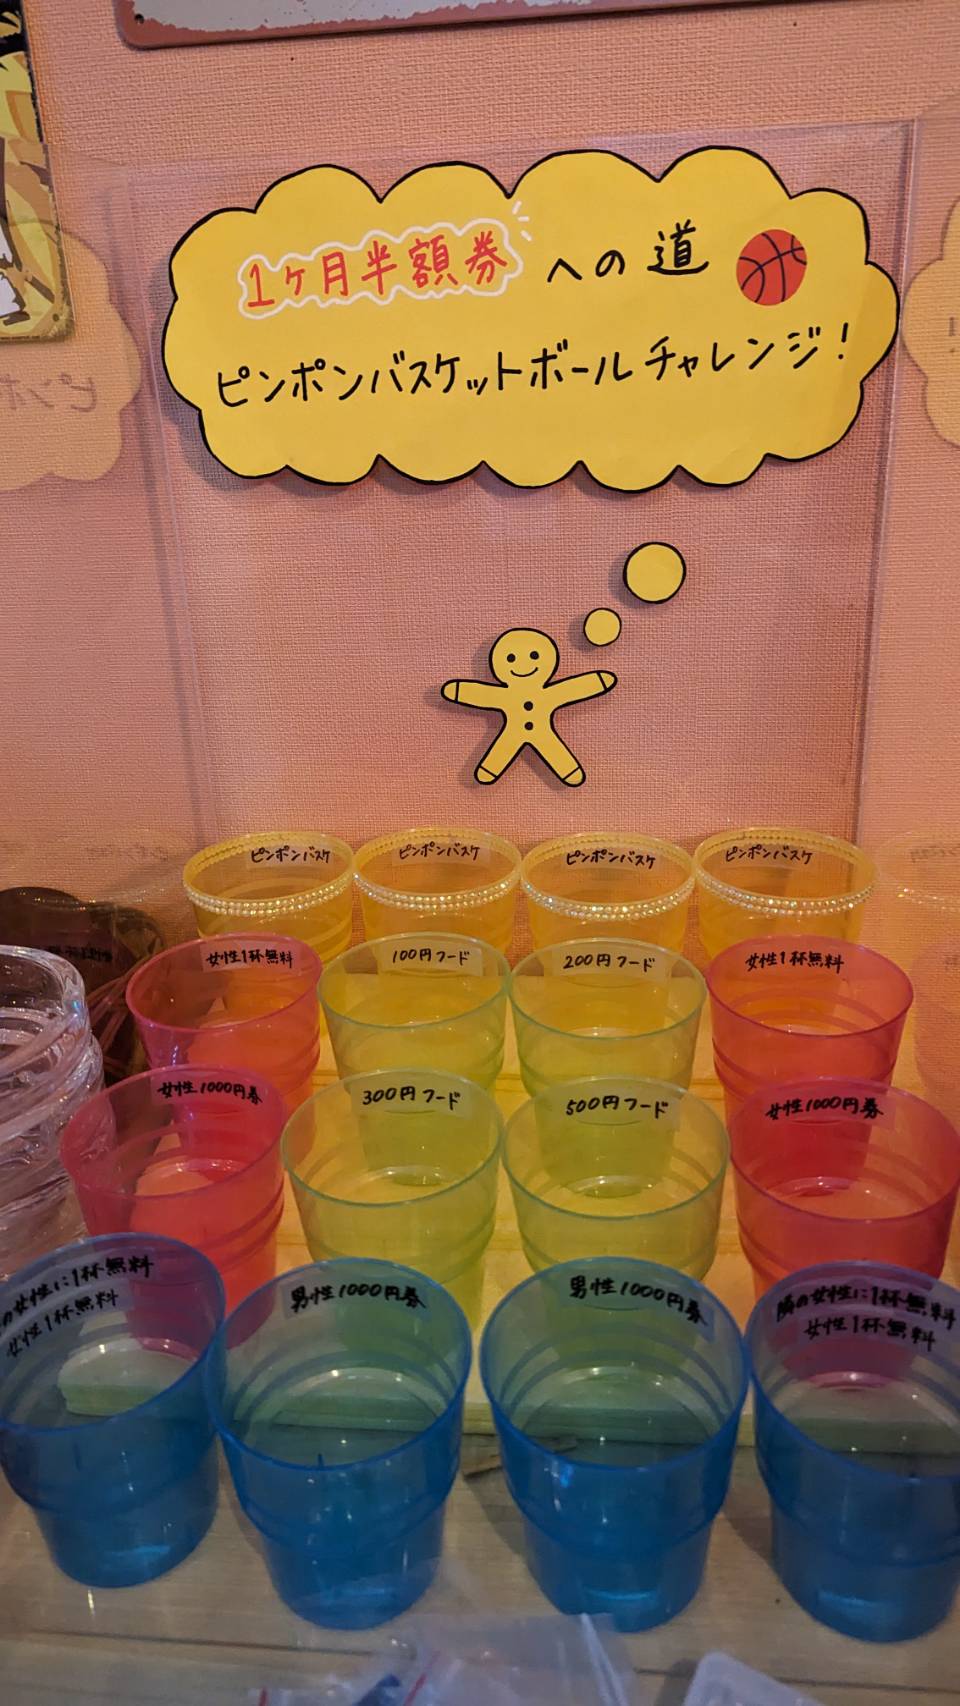 1ヶ月半額券への道
ピンポンバスケットボールチャレンジ!
ピンポンバスケ
ピンポンバスケ
ピンポンバスケ
ピンポンバスケ
女性1杯無料
100円フード
200円フード
女性1杯無料
女性1000円券
300円フード
500円フード
女性1000円券
の女性に1杯無料
女性1杯無料
男性1000円券
男性1000円券
隣の女性に1杯無料
女性1杯無料